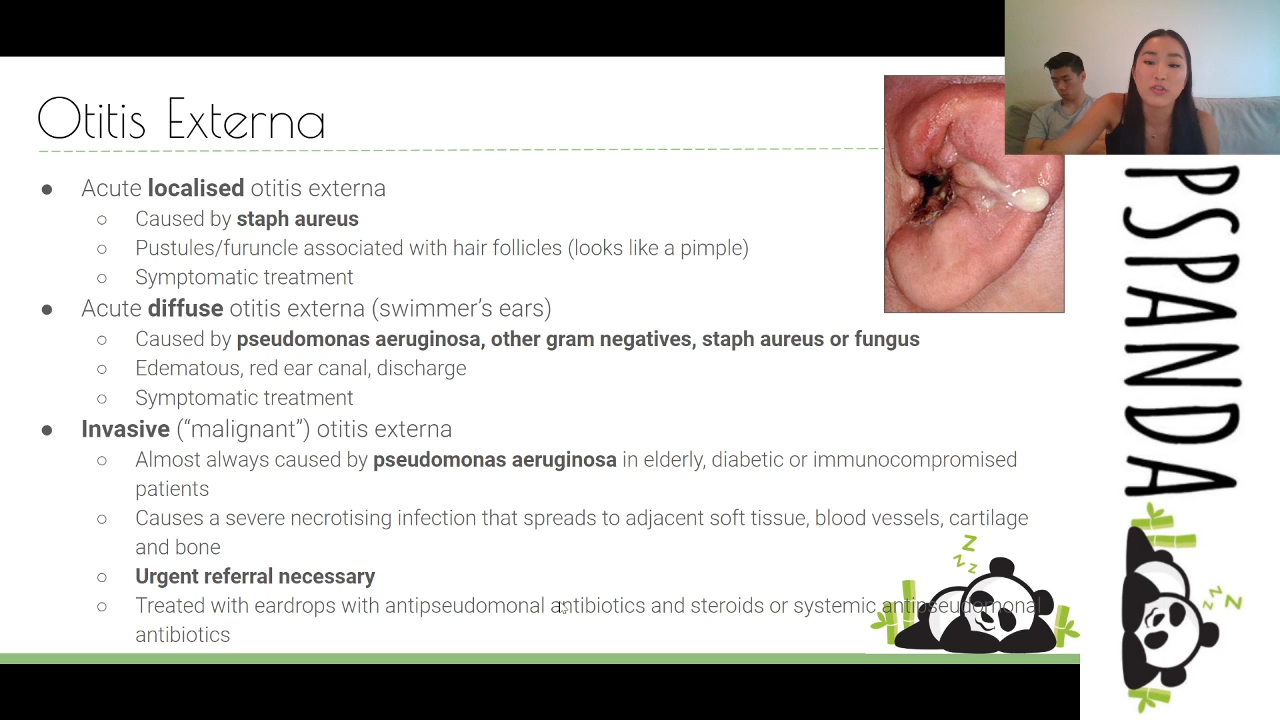 Otitis Externa
● Acute localised otitis externa
○ Caused by staph aureus
○ Pustules/furuncle associated with hair follicles (looks like a pimple)
○ Symptomatic treatment
● Acute diffuse otitis externa (swimmer's ears)
○ Caused by pseudomonas aeruginosa, other gram negatives, staph aureus or fungus
○ Edematous, red ear canal, discharge
○ Symptomatic treatment
● Invasive (“malignant”) otitis externa
○ Almost always caused by pseudomonas aeruginosa in elderly, diabetic or immunocompromised
patients
○ Causes a severe necrotising infection that spreads to adjacent soft tissue, blood vessels, cartilage
and bone
○ Urgent referral necessary
○ Treated with eardrops with antipseudomonal antibiotics and steroids or systemic antipseudomonal
antibiotics
z z z
PSPANDA
z z z